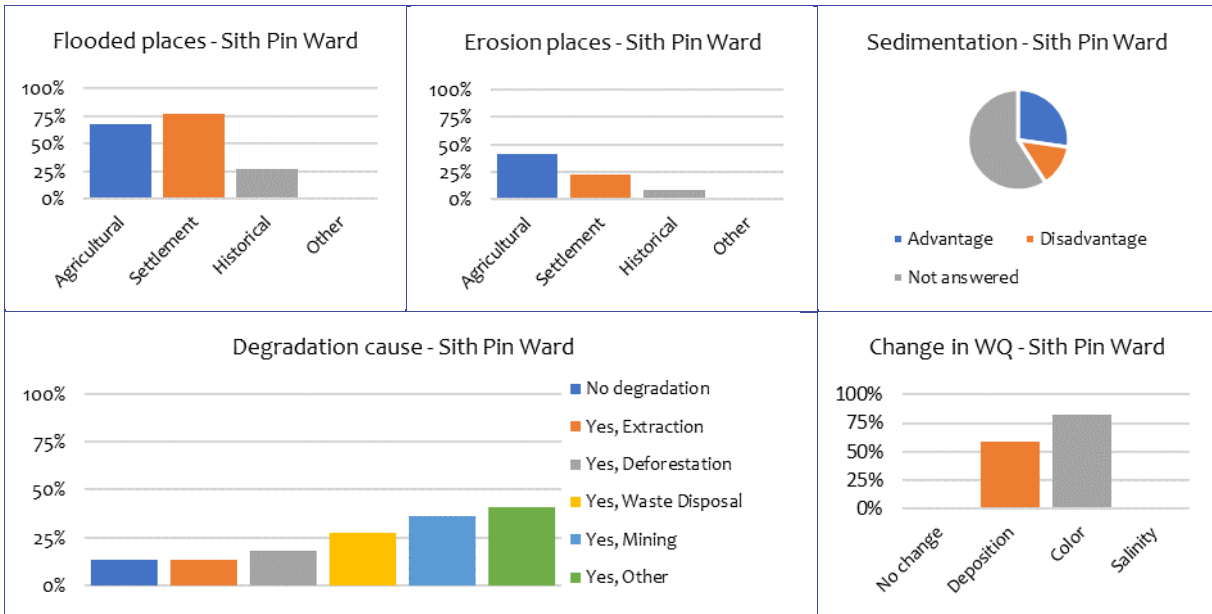 Flooded places - Sith Pin Ward
100%
75%
50%
25%
0%
Agricultural
Settlement
Historical
Other
Erosion places - Sith Pin Ward
100%
75%
50%
25%
0%
Agricultural
Settlement
Historical
Other
Sedimentation - Sith Pin Ward
Advantage
Disadvantage
Not answered
Degradation cause - Sith Pin Ward
100%
75%
50%
25%
0%
No degradation
Yes, Extraction
Yes, Deforestation
Yes, Waste Disposal
Yes, Mining
Yes, Other
Change in WQ - Sith Pin Ward
100%
75%
50%
25%
0%
No change
Deposition
Color
Salinity